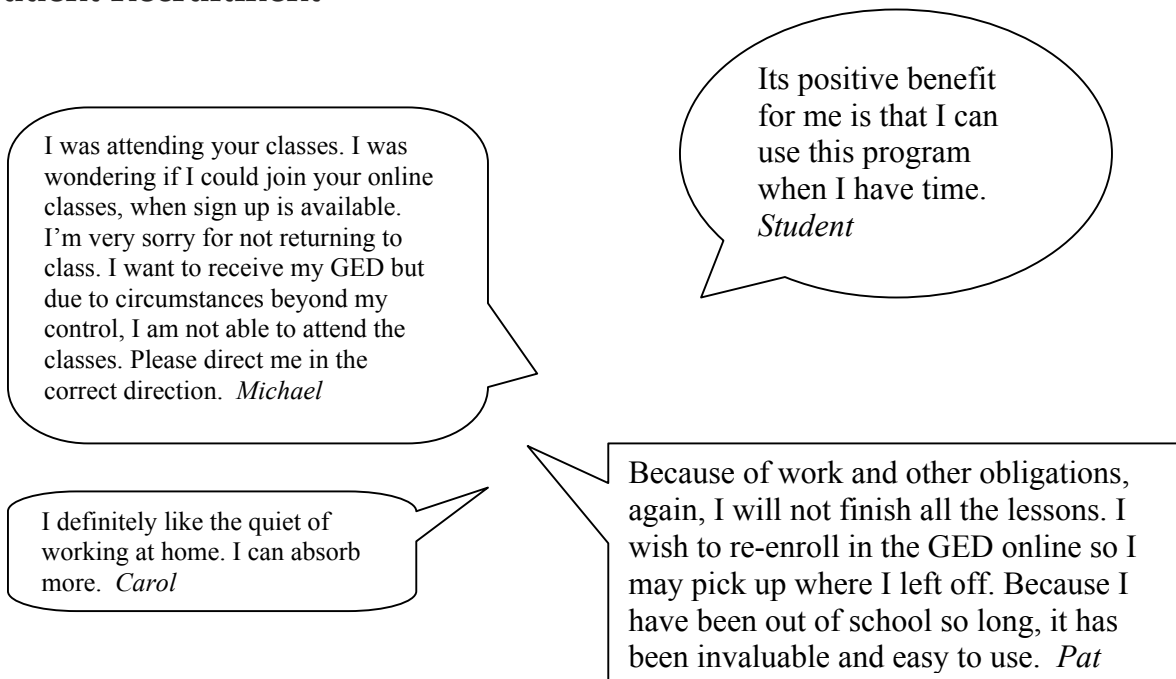 I was attending your classes. I was
wondering if I could join your online
classes, when sign up is available.
I’m very sorry for not returning to
class. I want to receive my GED but
due to circumstances beyond my
control, I am not able to attend the
classes. Please direct me in the
correct direction. Michael
Its positive benefit
for me is that I can
use this program
when I have time.
Student
I definitely like the quiet of
working at home. I can absorb
more. Carol
Because of work and other obligations,
again, I will not finish all the lessons. I
wish to re-enroll in the GED online so I
may pick up where I left off. Because I
have been out of school so long, it has
been invaluable and easy to use. Pat